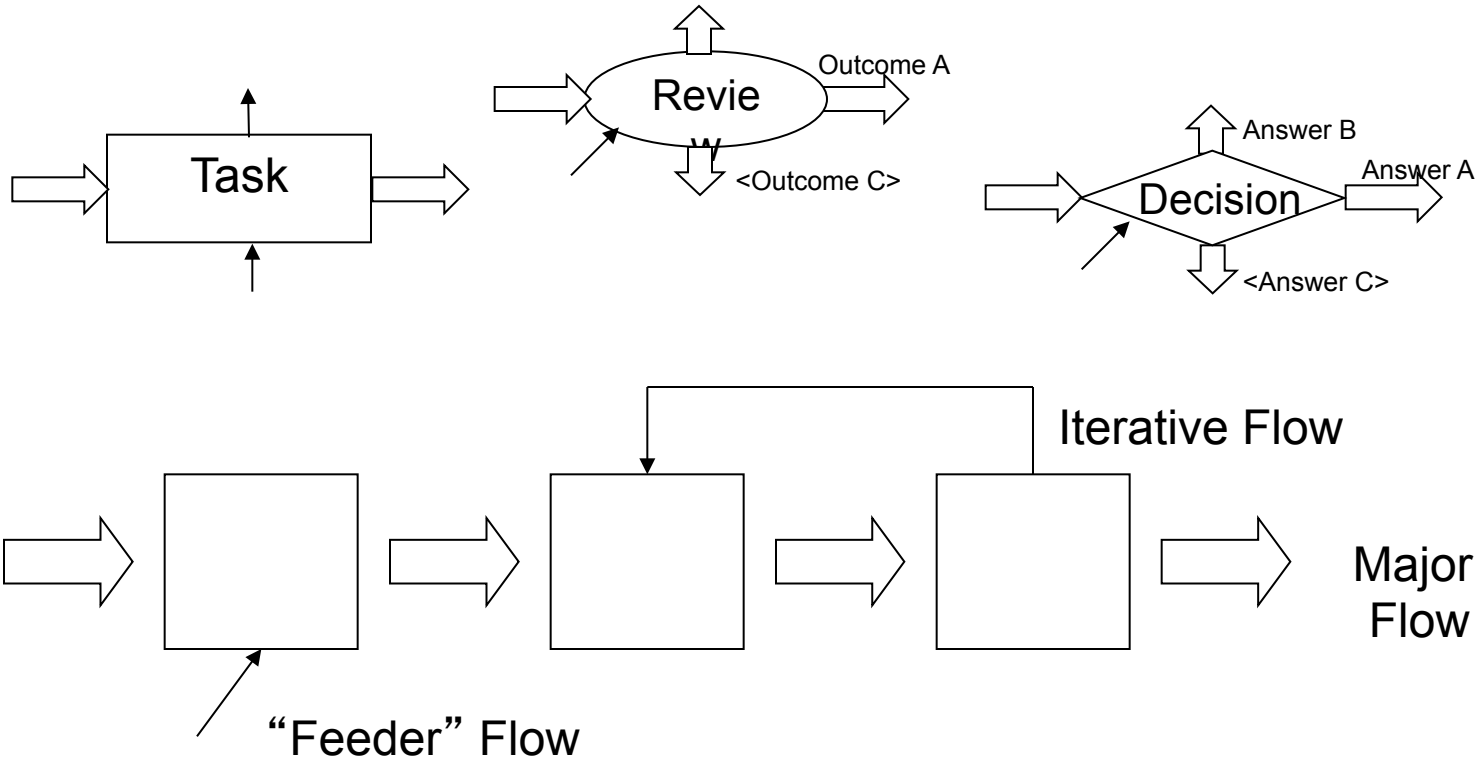 Task
Revie
w
Outcome A
<Outcome C>
Decision
Answer B
Answer A
<Answer C>
Iterative Flow
Major
Flow
“Feeder” Flow